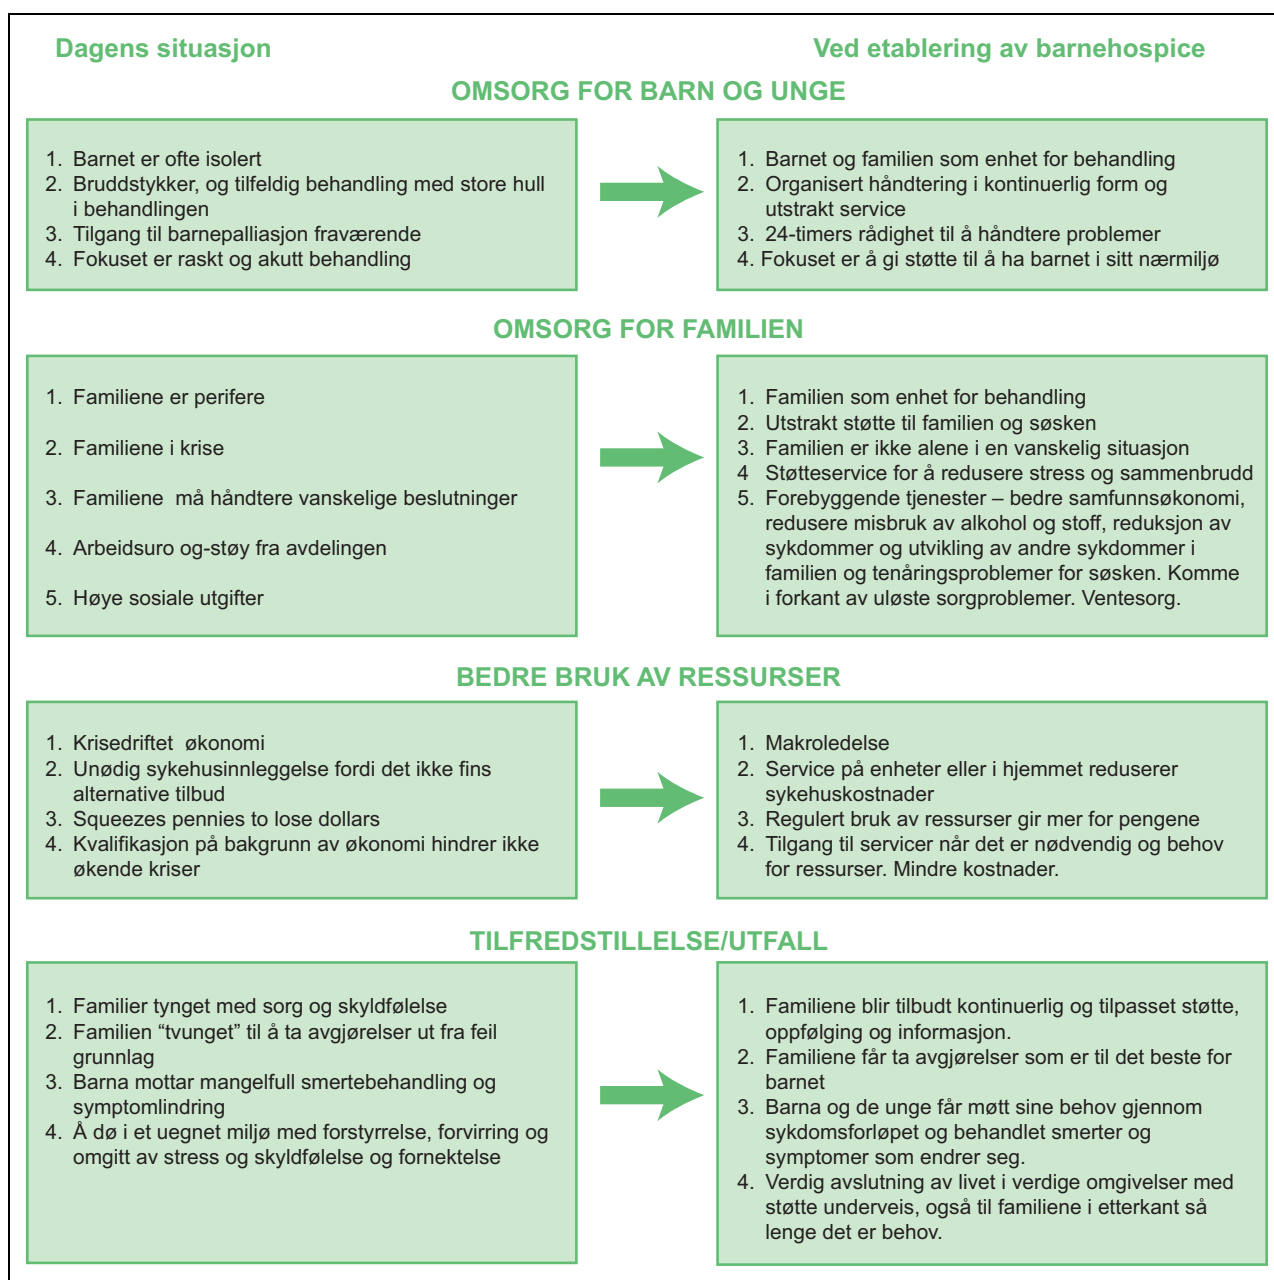 Dagens situasjon
Ved etablering av barnehospice
OMSORG FOR BARN OG UNGE
1. Barnet er ofte isolert
2. Bruddstykker, og tilfeldig behandling med store hull
i behandlingen
3. Tilgang til barnepalliasjon fraværende
4. Fokuset er raskt og akutt behandling
1. Barnet og familien som enhet for behandling
2. Organisert håndtering i kontinuerlig form og
utstrakt service
3. 24-timers rådighet til å håndtere problemer
4. Fokuset er å gi støtte til å ha barnet i sitt nærmiljø
OMSORG FOR FAMILIEN
1. Familiene er perifere
2. Familiene i krise
3. Familiene må håndtere vanskelige beslutninger
4. Arbeidsuro og-støy fra avdelingen
5. Høye sosiale utgifter
1. Familien som enhet for behandling
2. Utstrakt støtte til familien og søsken
3. Familien er ikke alene i en vanskelig situasjon
4 Støtteservice for å redusere stress og sammenbrudd
5. Forebyggende tjenester – bedre samfunnsøkonomi,
redusere misbruk av alkohol og stoff, reduksjon av
sykdommer og utvikling av andre sykdommer i
familien og tenåringsproblemer for søsken. Komme
i forkant av uløste sorgproblemer. Ventesorg.
BEDRE BRUK AV RESSURSER
1. Krisedriftet økonomi
2. Unødig sykehusinnleggelse fordi det ikke fins
alternative tilbud
3. Squeezes pennies to lose dollars
4. Kvalifikasjon på bakgrunn av økonomi hindrer ikke
økende kriser
1. Makroledelse
2. Service på enheter eller i hjemmet reduserer
sykehuskostnader
3. Regulert bruk av ressurser gir mer for pengene
4. Tilgang til servicer når det er nødvendig og behov
for ressurser. Mindre kostnader.
TILFREDSTILLELSE/UTFALL
1. Familier tynget med sorg og skyldfølelse
2. Familien “tvunget” til å ta avgjørelser ut fra feil
grunnlag
3. Barna mottar mangelfull smertebehandling og
symptomlindring
4. Å dø i et uegnet miljø med forstyrrelse, forvirring og
omgitt av stress og skyldfølelse og fornektelse
1. Familiene blir tilbudt kontinuerlig og tilpasset støtte,
oppfølging og informasjon.
2. Familiene får ta avgjørelser som er til det beste for
barnet
3. Barna og de unge får møtt sine behov gjennom
sykdomsforløpet og behandlet smerter og
symptomer som endrer seg.
4. Verdig avslutning av livet i verdige omgivelser med
støtte underveis, også til familiene i etterkant så
lenge det er behov.